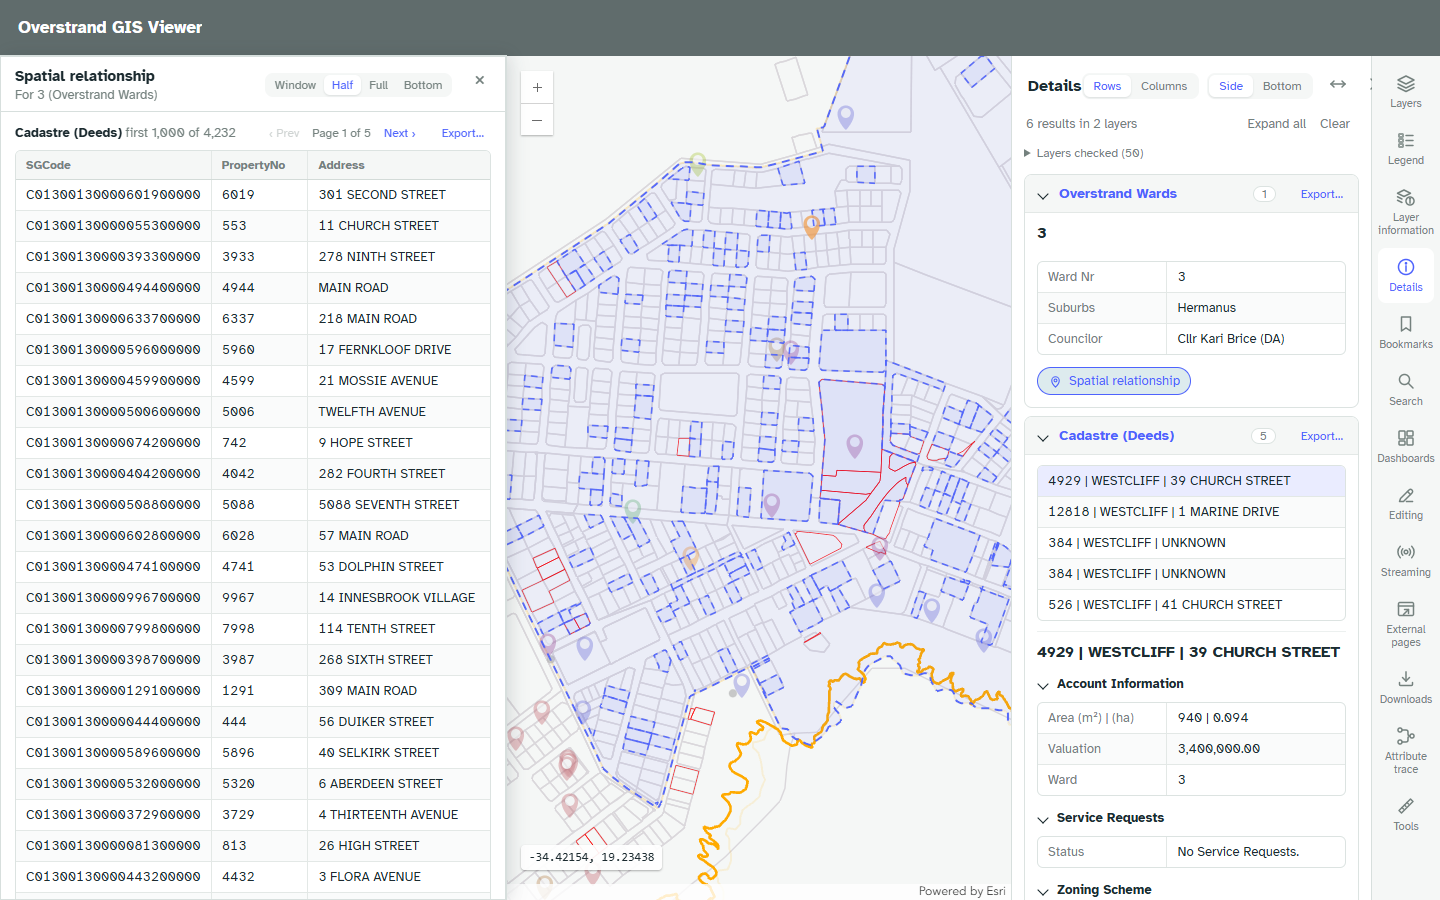 Overstrand GIS Viewer
Spatial relationship
For 3 (Overstrand Wards)
Window Half Full Bottom
Cadastre (Deeds) first 1,000 of 4,232
‹ Prev Page 1 of 5 Next › Export...
SGCode PropertyNo Address
C01300130000601900000 6019 301 SECOND STREET
C01300130000055300000 553 11 CHURCH STREET
C01300130000393300000 3933 278 NINTH STREET
C01300130000494400000 4944 MAIN ROAD
C01300130000633700000 6337 218 MAIN ROAD
C01300130000596000000 5960 17 FERNKLOOF DRIVE
C01300130000459900000 4599 21 MOSSIE AVENUE
C01300130000500600000 5006 TWELFTH AVENUE
C01300130000074200000 742 9 HOPE STREET
C01300130000404200000 4042 282 FOURTH STREET
C01300130000508800000 5088 5088 SEVENTH STREET
C01300130000602800000 6028 57 MAIN ROAD
C01300130000474100000 4741 53 DOLPHIN STREET
C01300130000996700000 9967 14 INNESBROOK VILLAGE
C01300130000799800000 7998 114 TENTH STREET
C01300130000398700000 3987 268 SIXTH STREET
C01300130000129100000 1291 309 MAIN ROAD
C01300130000044400000 444 56 DUIKER STREET
C01300130000589600000 5896 40 SELKIRK STREET
C01300130000532000000 5320 6 ABERDEEN STREET
C01300130000372900000 3729 4 THIRTEENTH AVENUE
C01300130000081300000 813 26 HIGH STREET
C01300130000443200000 4432 3 FLORA AVENUE
-34.42154, 19.23438
Powered by Esri
Details Rows Columns Side Bottom
6 results in 2 layers Expand all Clear
Layers checked (50)
Overstrand Wards 1 Export...
3
Ward Nr 3
Suburbs Hermanus
Councilor Cllr Kari Brice (DA)
Spatial relationship
Cadastre (Deeds) 5 Export...
4929 | WESTCLIFF | 39 CHURCH STREET
12818 | WESTCLIFF | 1 MARINE DRIVE
384 | WESTCLIFF | UNKNOWN
384 | WESTCLIFF | UNKNOWN
526 | WESTCLIFF | 41 CHURCH STREET
4929 | WESTCLIFF | 39 CHURCH STREET
Account Information
Area (m²) | (ha) 940 | 0.094
Valuation 3,400,000.00
Ward 3
Service Requests
Status No Service Requests.
Zoning Scheme
Layers
Legend
Layer
information
Details
Bookmarks
Search
Dashboards
Editing
Streaming
External
pages
Downloads
Attribute
trace
Tools